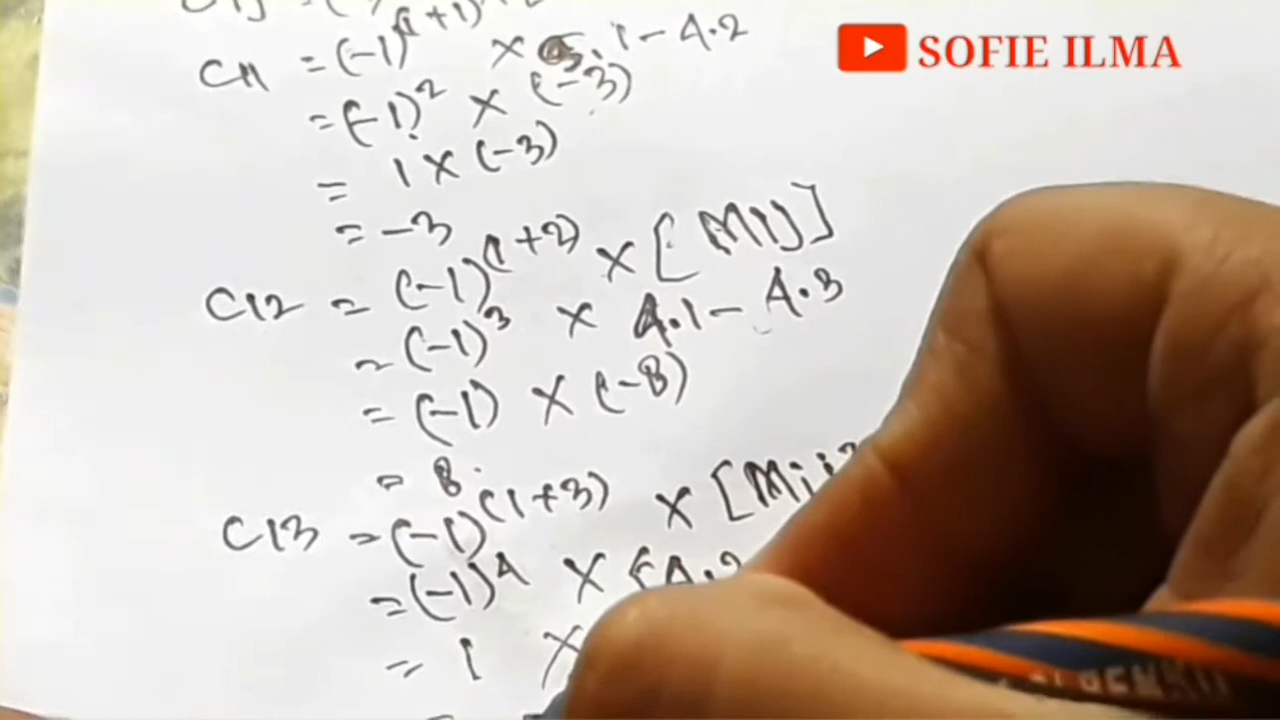 SOFIE ILMA
C11 = (-1)^(1+1) × 5.1 - 4.2
= (-1)² × (-3)
= 1 × (-3)
= -3
C12 = (-1)^(1+2) × [Mij]
= (-1)³ × 4.1 - 4.3
= (-1) × (-8)
= 8.
C13 = (-1)^(1+3) × [Mij
= (-1)⁴ × (4.2
= 1 ×
=